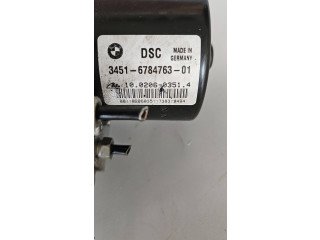 DSC
MADE IN
GERMANY
3451-6784763-01
10.0206-0351.4